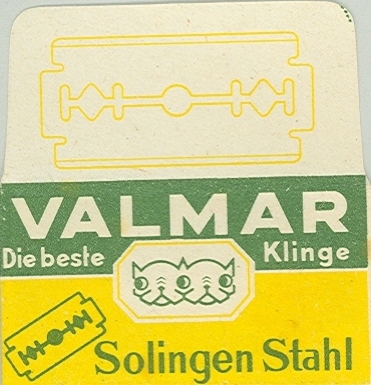 VALMAR
Die beste Klinge
Solingen Stahl